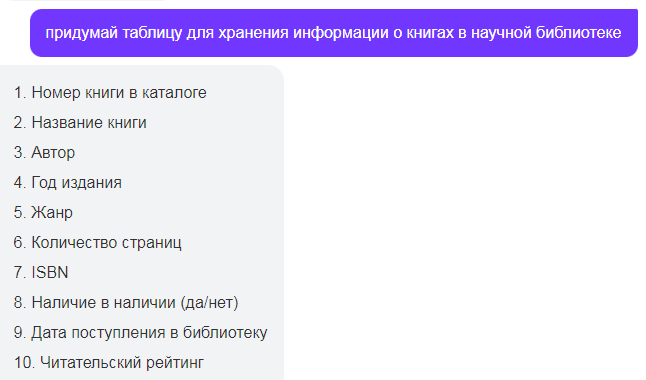 придумай таблицу для хранения информации о книгах в научной библиотеке
1. Номер книги в каталоге
2. Название книги
3. Автор
4. Год издания
5. Жанр
6. Количество страниц
7. ISBN
8. Наличие в наличии (да/нет)
9. Дата поступления в библиотеку
10. Читательский рейтинг